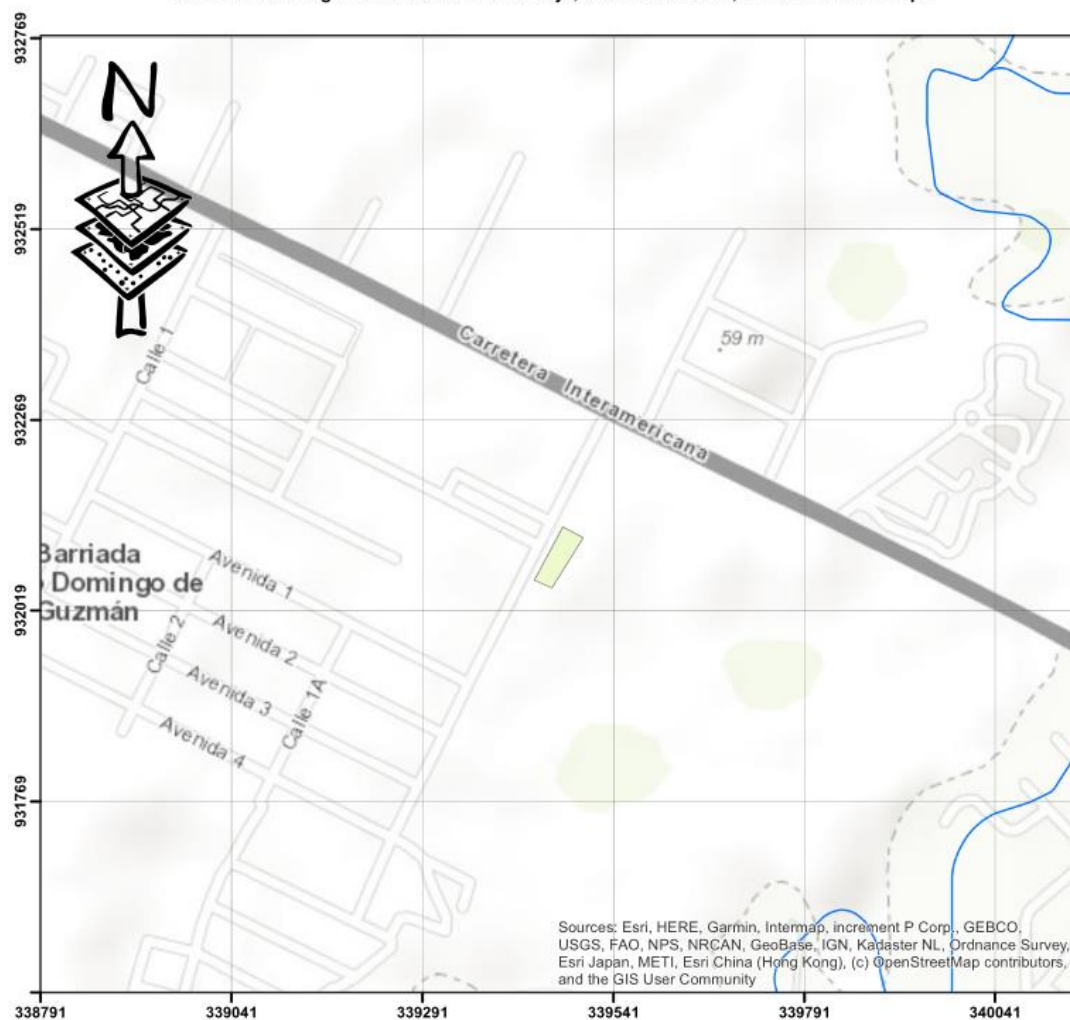 932769
N
932519
Calle 1
Carretera Interamericana
59 m
932269
Barriada
Domingo de
Guzmán
Avenida 1
Avenida 2
Avenida 3
Avenida 4
Calle 2
Calle 1A
932019
931769
Sources: Esri, HERE, Garmin, Intermap, increment P Corp., GEBCO,
USGS, FAO, NPS, NRCAN, GeoBase, IGN, Kadaster NL, Ordnance Survey,
Esri Japan, METI, Esri China (Hong Kong), (c) OpenStreetMap contributors,
and the GIS User Community
338791 339041 339291 339541 339791 340041